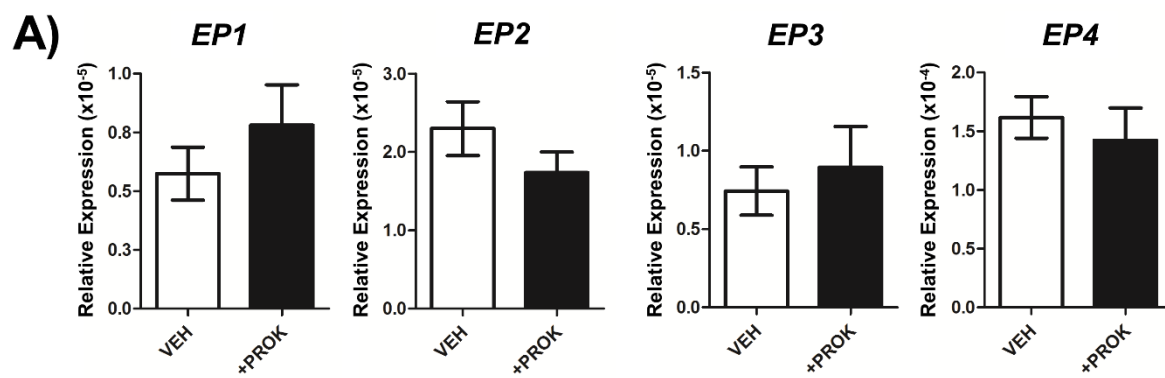 A)
EP1
Relative Expression (x10⁻⁵)
1.0
0.8
0.5
0.3
0.0
VEH
+PROK
EP2
Relative Expression (x10⁻⁵)
3.0
2.0
1.0
0.0
VEH
+PROK
EP3
Relative Expression (x10⁻⁵)
1.5
1.0
0.5
0.0
VEH
+PROK
EP4
Relative Expression (x10⁻⁴)
2.0
1.5
1.0
1.5
0.0
VEH
+PROK